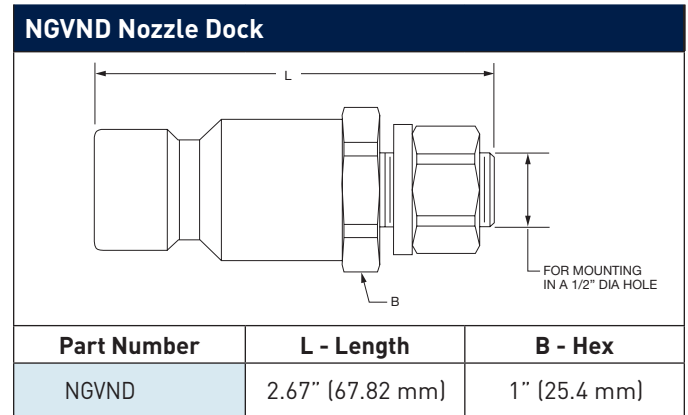 NGVND Nozzle Dock
L
FOR MOUNTING
IN A 1/2” DIA HOLE
B
Part Number L - Length B - Hex
NGVND 2.67” (67.82 mm) 1” (25.4 mm)